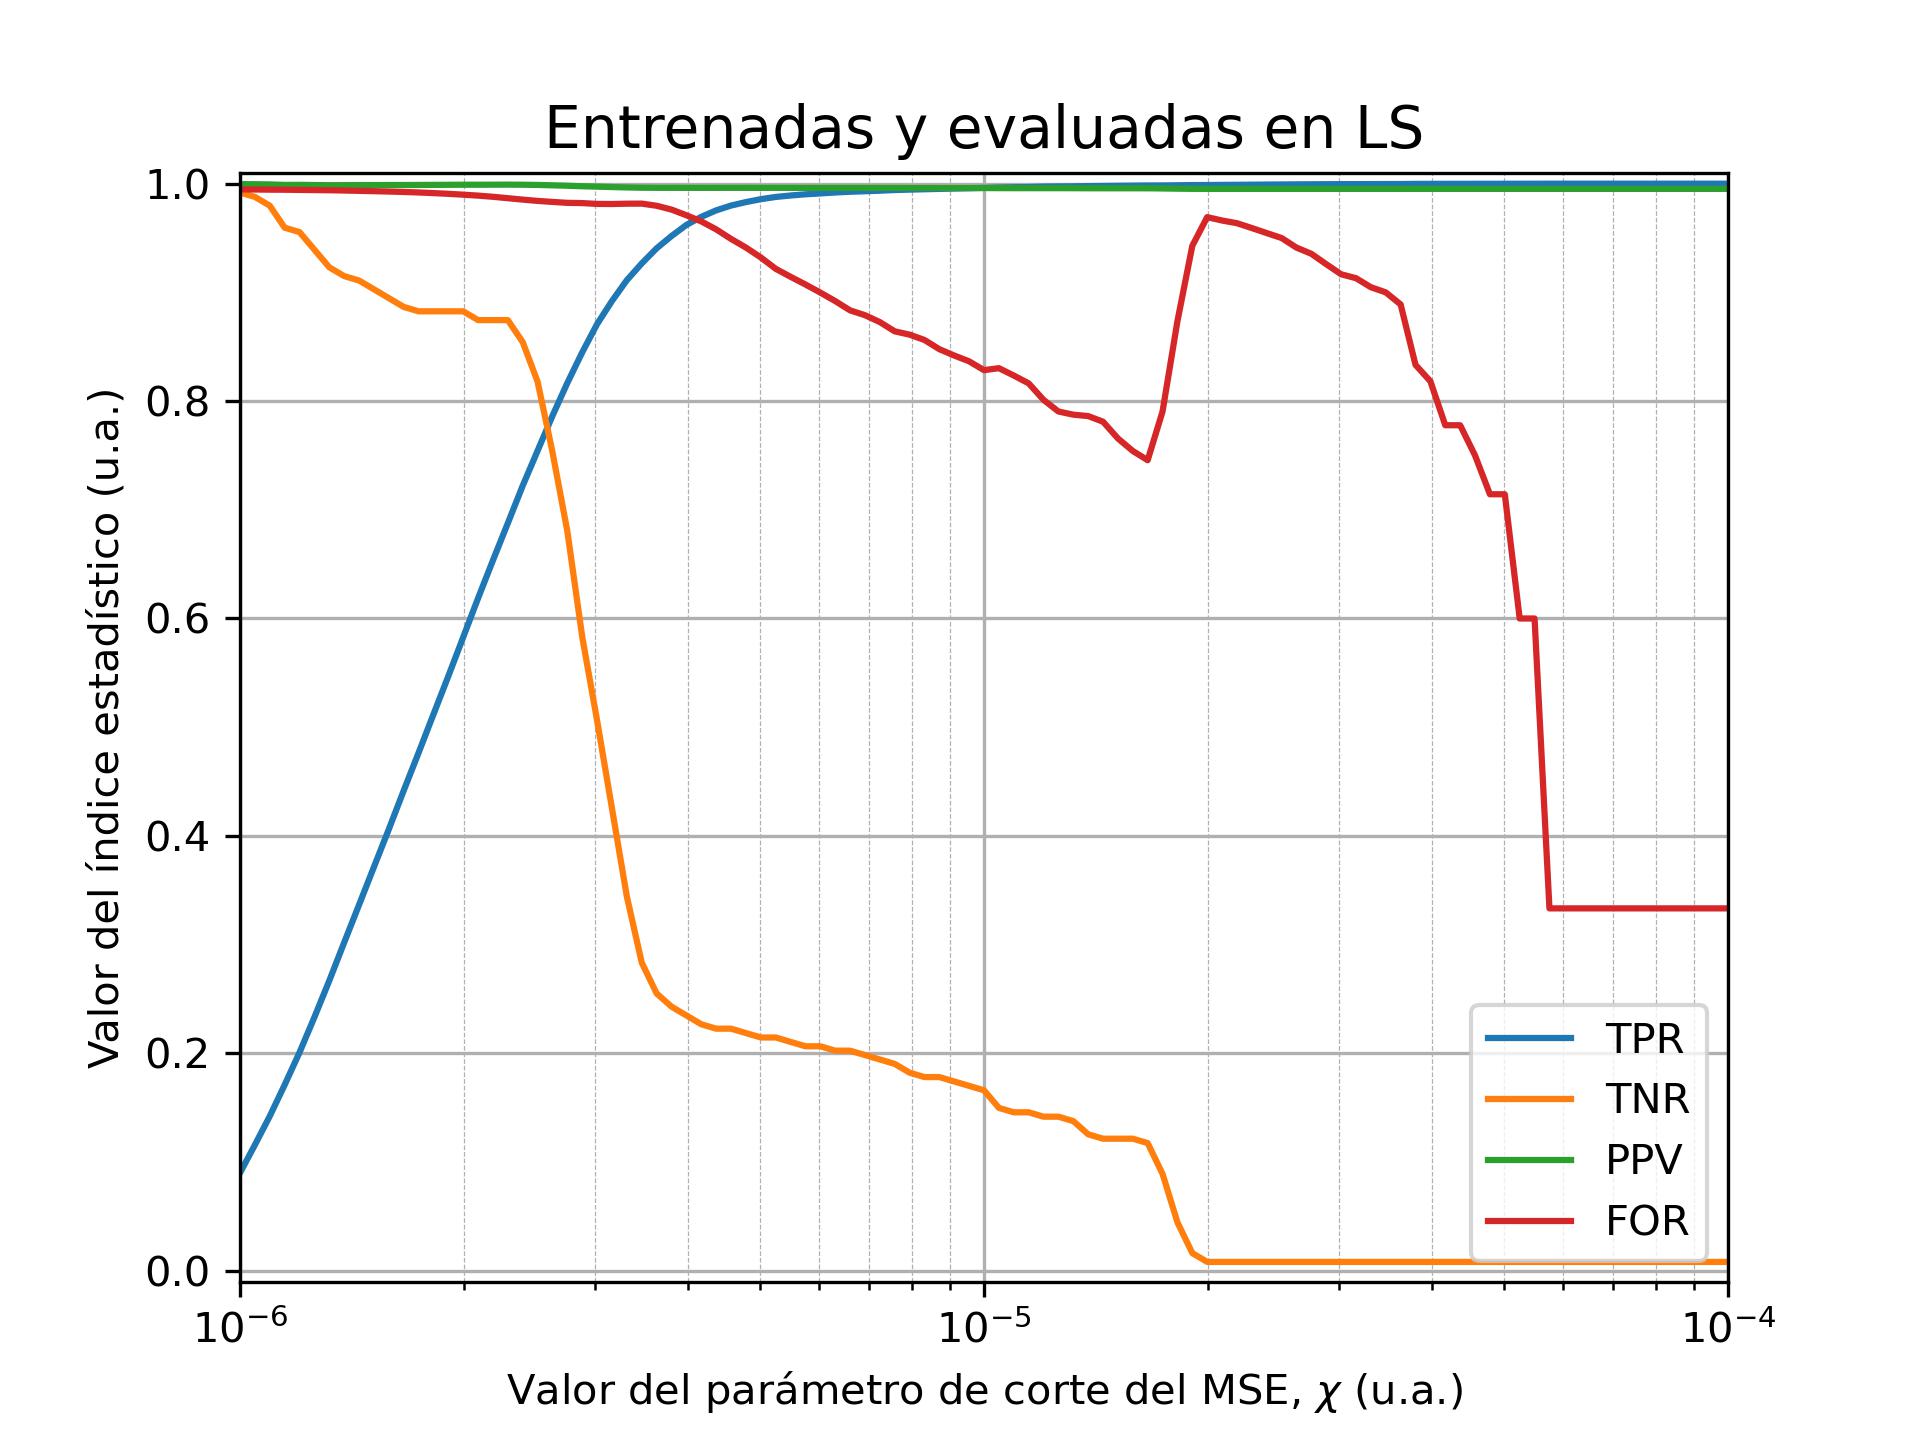 Entrenadas y evaluadas en LS
Valor del índice estadístico (u.a.)
1.0
0.8
0.6
0.4
0.2
0.0
TPR
TNR
PPV
FOR
10⁻⁶
10⁻⁵
10⁻⁴
Valor del parámetro de corte del MSE, χ (u.a.)